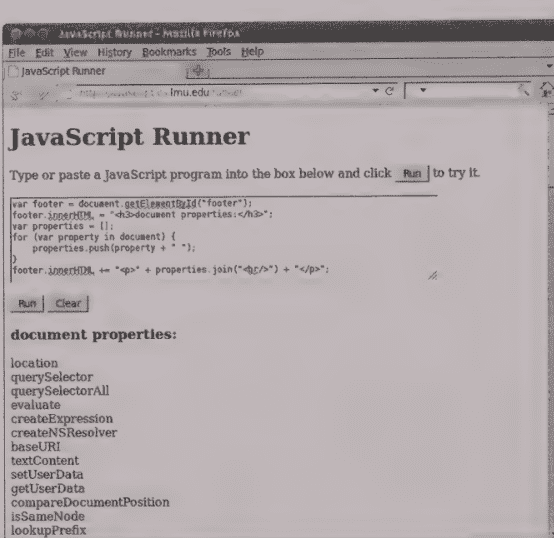 JavaScript Runner - Mozilla Firefox
File Edit View History Bookmarks Tools Help
JavaScript Runner
lmu.edu
JavaScript Runner
Type or paste a JavaScript program into the box below and click Run to try it.
var footer = document.getElementById("footer");
footer.innerHTML = "<h3>document properties:</h3>";
var properties = [];
for (var property in document) {
properties.push(property + " ");
}
footer.innerHTML += "<p>" + properties.join("<br/>") + "</p>";
Run Clear
document properties:
location
querySelector
querySelectorAll
evaluate
createExpression
createNSResolver
baseURI
textContent
setUserData
getUserData
compareDocumentPosition
isSameNode
lookupPrefix